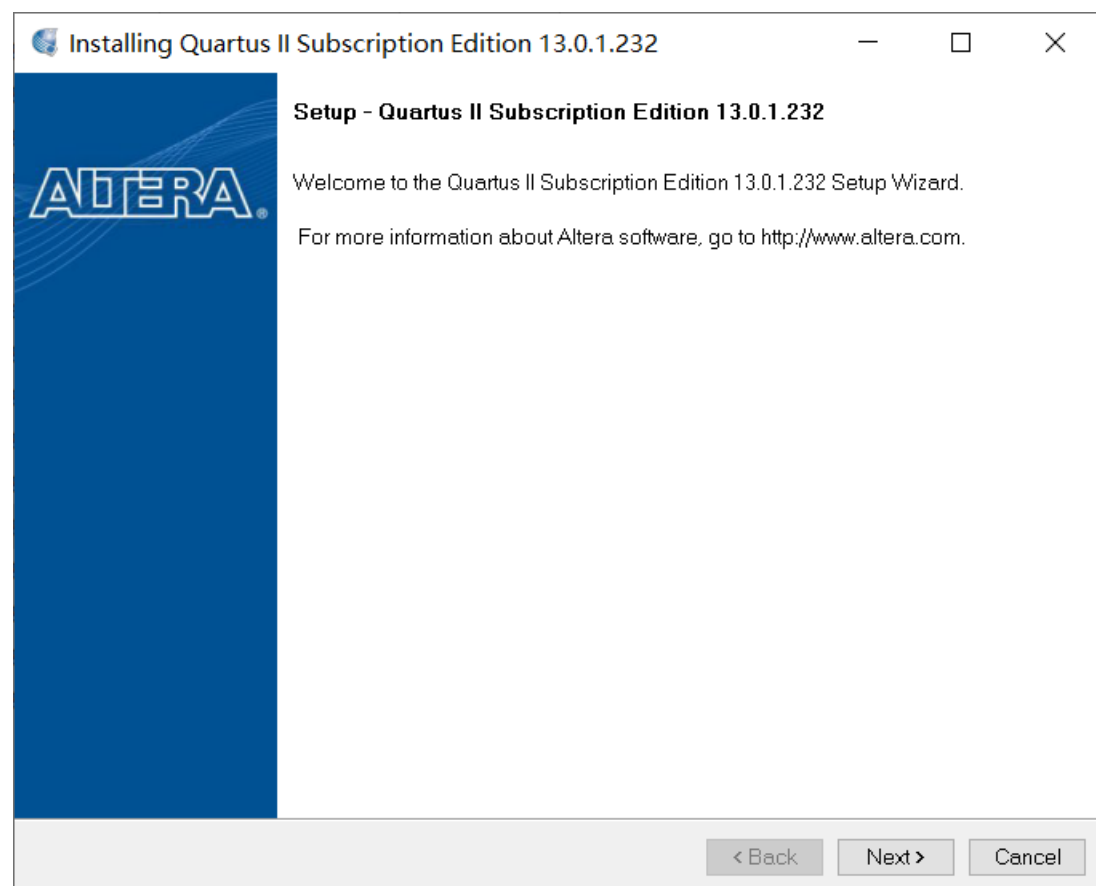 Installing Quartus II Subscription Edition 13.0.1.232
Setup - Quartus II Subscription Edition 13.0.1.232
ALTERA®
Welcome to the Quartus II Subscription Edition 13.0.1.232 Setup Wizard.
For more information about Altera software, go to http://www.altera.com.
< Back
Next >
Cancel